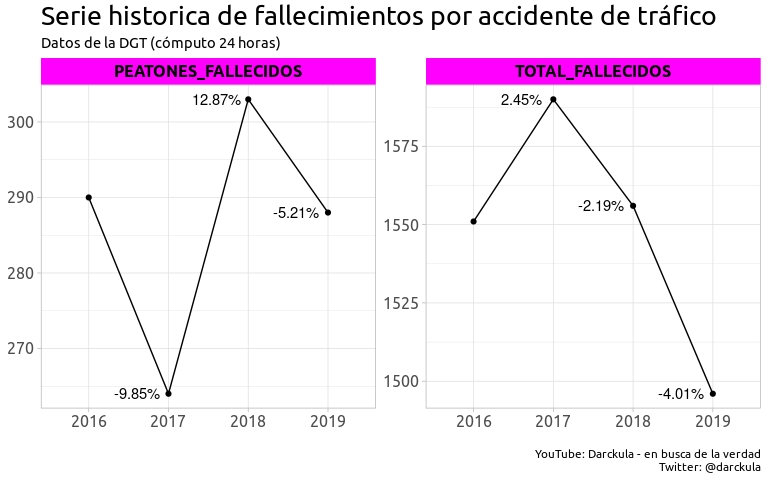 Serie historica de fallecimientos por accidente de tráfico
Datos de la DGT (cómputo 24 horas)
PEATONES_FALLECIDOS
300
290
280
270
12.87%
-5.21%
-9.85%
2016 2017 2018 2019
TOTAL_FALLECIDOS
1575
1550
1525
1500
2.45%
-2.19%
-4.01%
2016 2017 2018 2019
YouTube: Darckula - en busca de la verdad
Twitter: @darckula